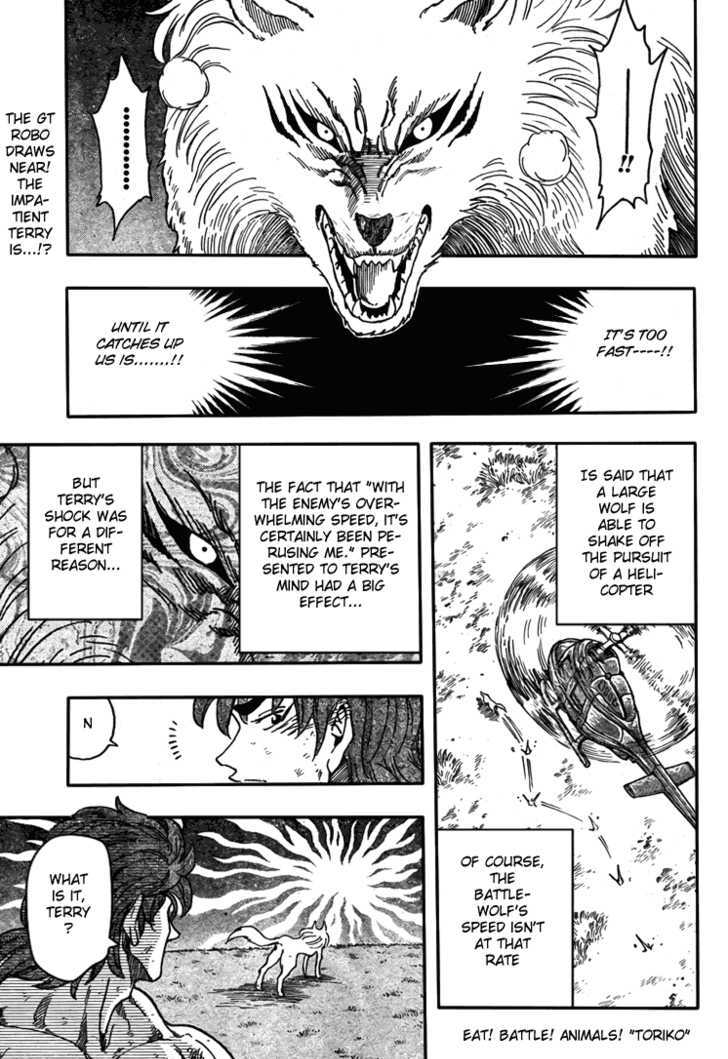 !!
THE GT
ROBO
DRAWS
NEAR!
THE
IMPA-
TIENT
TERRY
IS...!?
IT'S TOO
FAST----!!
UNTIL IT
CATCHES UP
US IS.......!!
IS SAID THAT
A LARGE
WOLF IS
ABLE TO
SHAKE OFF
THE PURSUIT
OF A HELI-
COPTER
OF COURSE,
THE
BATTLE-
WOLF'S
SPEED ISN'T
AT THAT
RATE
THE FACT THAT "WITH
THE ENEMY'S OVER-
WHELMING SPEED, IT'S
CERTAINLY BEEN PE-
RUSING ME." PRE-
SENTED TO TERRY'S
MIND HAD A BIG
EFFECT...
BUT
TERRY'S
SHOCK WAS
FOR A DIF-
FERENT
REASON...
N
WHAT
IS IT,
TERRY
?
EAT! BATTLE! ANIMALS! "TORIKO"